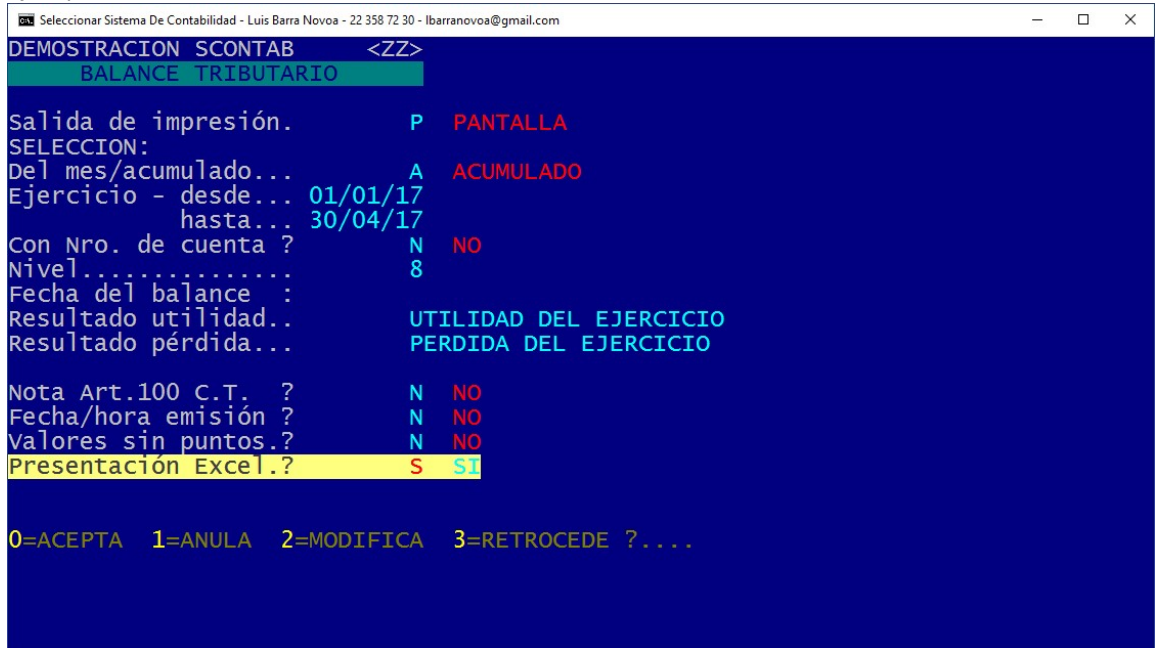 Seleccionar Sistema De Contabilidad - Luis Barra Novoa - 22 358 72 30 - lbarranovoa@gmail.com
DEMOSTRACION SCONTAB <ZZ>
BALANCE TRIBUTARIO
Salida de impresión. P PANTALLA
SELECCION:
Del mes/acumulado... A ACUMULADO
Ejercicio - desde... 01/01/17
hasta... 30/04/17
Con Nro. de cuenta ? N NO
Nivel............... 8
Fecha del balance :
Resultado utilidad.. UTILIDAD DEL EJERCICIO
Resultado pérdida... PERDIDA DEL EJERCICIO
Nota Art.100 C.T. ? N NO
Fecha/hora emisión ? N NO
Valores sin puntos.? N NO
Presentación Excel.? S SI
0=ACEPTA 1=ANULA 2=MODIFICA 3=RETROCEDE ?....